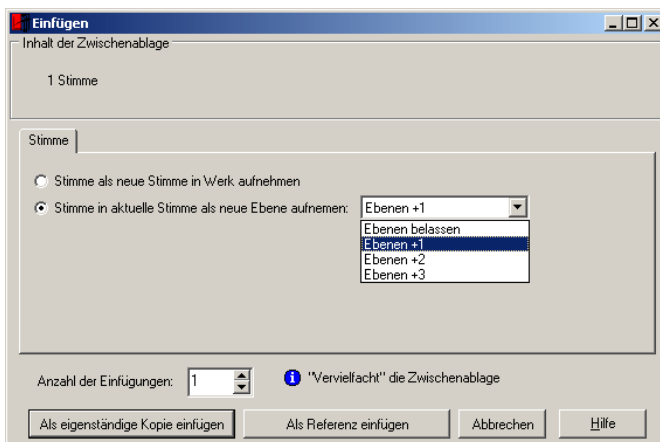 Einfügen
Inhalt der Zwischenablage
1 Stimme
Stimme
Stimme als neue Stimme in Werk aufnehmen
Stimme in aktuelle Stimme als neue Ebene aufnemen: Ebenen +1
Ebenen belassen
Ebenen +1
Ebenen +2
Ebenen +3
Anzahl der Einfügungen: 1 "Vervielfacht" die Zwischenablage
Als eigenständige Kopie einfügen Als Referenz einfügen Abbrechen Hilfe